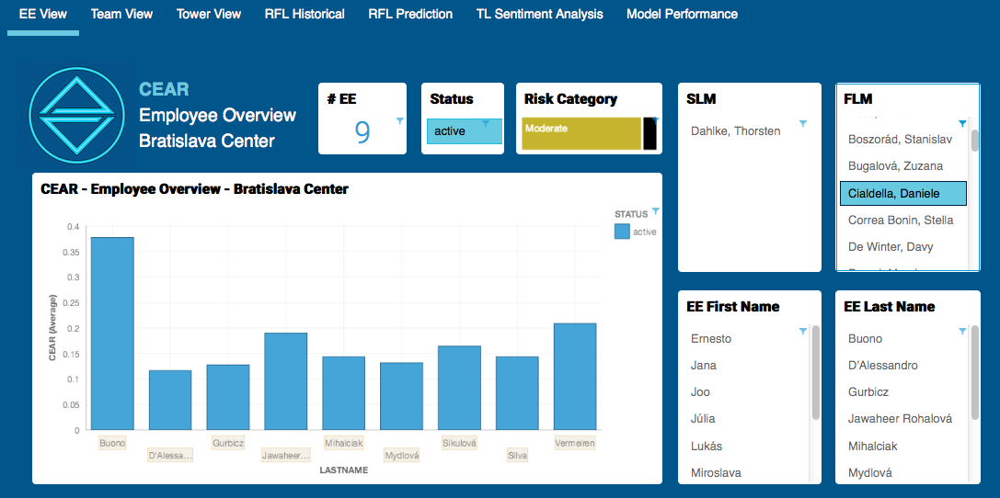 EE View Team View Tower View RFL Historical RFL Prediction TL Sentiment Analysis Model Performance
CEAR
Employee Overview
Bratislava Center
# EE
9
Status
active
Risk Category
Moderate
SLM
Dahlke, Thorsten
FLM
Boszorád, Stanislav
Bugalová, Zuzana
Cialdella, Daniele
Correa Bonin, Stella
De Winter, Davy
CEAR - Employee Overview - Bratislava Center
STATUS
active
CEAR (Average)
0.4
0.35
0.3
0.25
0.2
0.15
0.1
0.05
0
Buono
D'Alessa...
Gurbicz
Jawaheer...
Mihalciak
Mydlová
Sikulová
Silva
Vermeiren
LASTNAME
EE First Name
Ernesto
Jana
Joo
Júlia
Lukás
Miroslava
EE Last Name
Buono
D'Alessandro
Gurbicz
Jawaheer Rohalová
Mihalciak
Mydlová